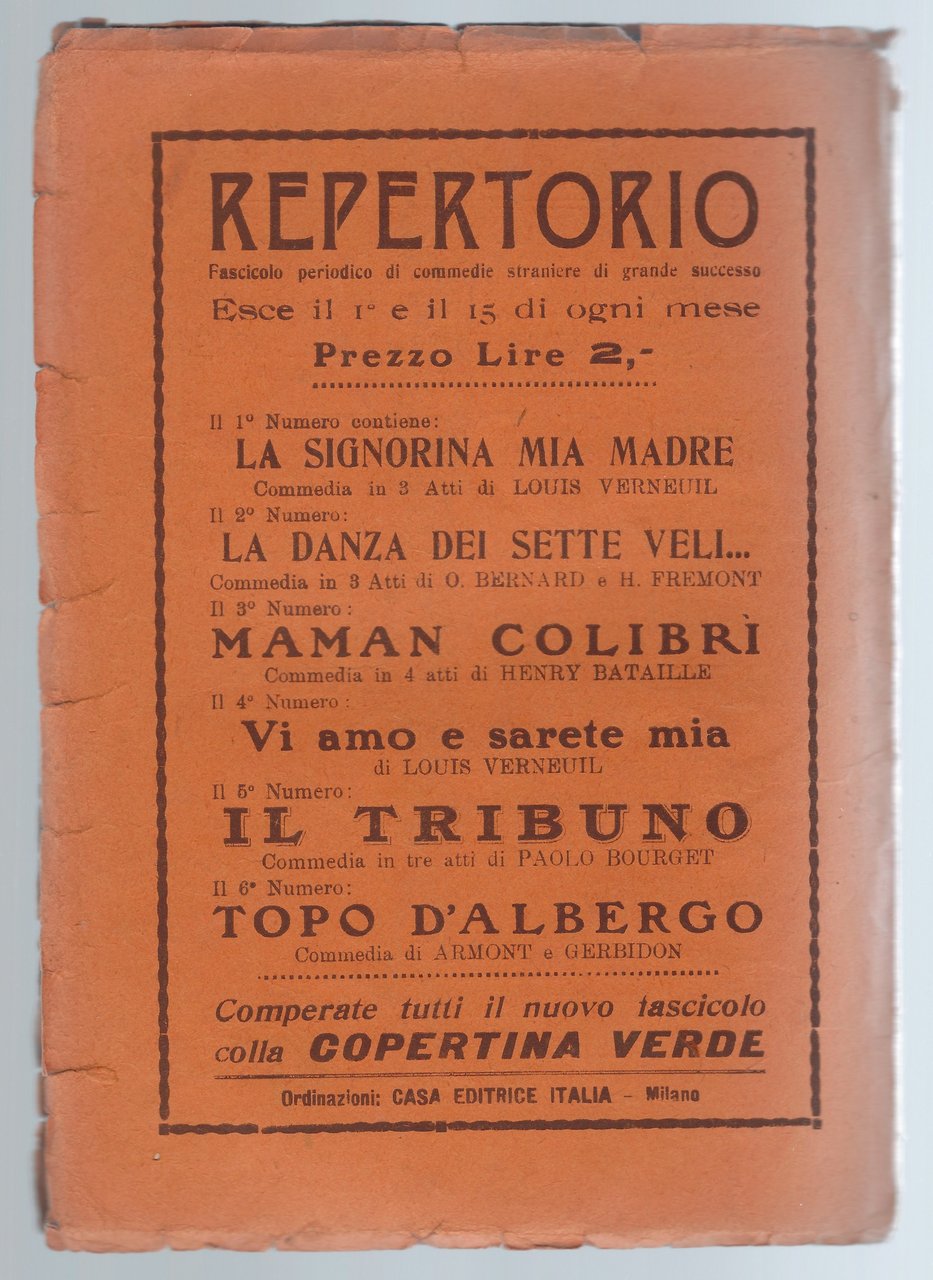 REPERTORIO
Fascicolo periodico di commedie straniere di grande successo
Esce il 1° e il 15 di ogni mese
Prezzo Lire 2,-
Il 1° Numero contiene:
LA SIGNORINA MIA MADRE
Commedia in 3 Atti di LOUIS VERNEUIL
Il 2° Numero:
LA DANZA DEI SETTE VELI...
Commedia in 3 Atti di O. BERNARD e H. FREMONT
Il 3° Numero:
MAMAN COLIBRÌ
Commedia in 4 atti di HENRY BATAILLE
Il 4° Numero:
Vi amo e sarete mia
di LOUIS VERNEUIL
Il 5° Numero:
IL TRIBUNO
Commedia in tre atti di PAOLO BOURGET
Il 6° Numero:
TOPO D'ALBERGO
Commedia di ARMONT e GERBIDON
Comperate tutti il nuovo fascicolo
colla COPERTINA VERDE
Ordinazioni: CASA EDITRICE ITALIA - Milano